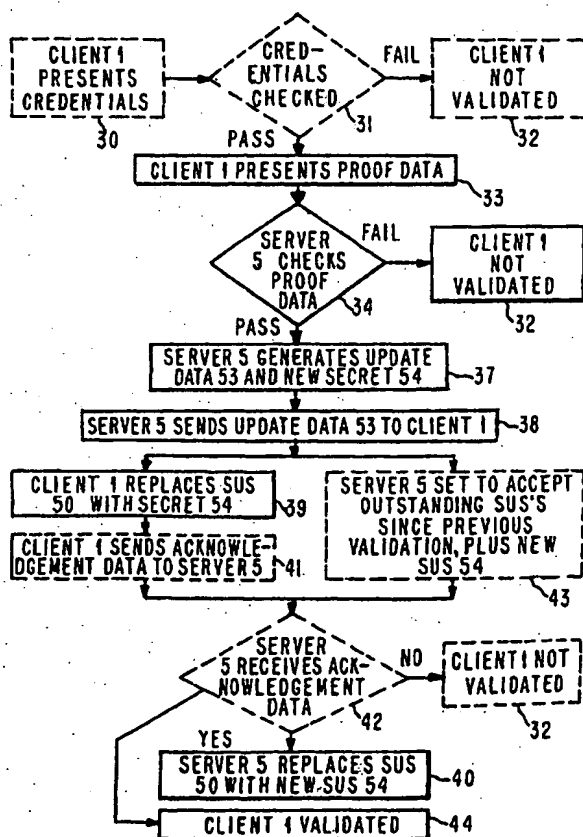 CLIENT 1
PRESENTS
CREDENTIALS
30
CRED-
ENTIALS
CHECKED
31
FAIL
CLIENT 1
NOT
VALIDATED
32
PASS
CLIENT 1 PRESENTS PROOF DATA
33
SERVER
5 CHECKS
PROOF
DATA
34
FAIL
CLIENT 1
NOT
VALIDATED
32
PASS
SERVER 5 GENERATES UPDATE
DATA 53 AND NEW SECRET 54
37
SERVER 5 SENDS UPDATE DATA 53 TO CLIENT 1
38
CLIENT 1 REPLACES SUS
50 WITH SECRET 54
39
CLIENT 1 SENDS ACKNOWLE-
DGEMENT DATA TO SERVER 5
41
SERVER 5 SET TO ACCEPT
OUTSTANDING SUS'S
SINCE PREVIOUS
VALIDATION, PLUS NEW
SUS 54
43
SERVER
5 RECEIVES ACK-
NOWLEDGEMENT
DATA
42
NO
CLIENT 1 NOT
VALIDATED
32
YES
SERVER 5 REPLACES SUS
50 WITH NEW SUS 54
40
CLIENT 1 VALIDATED
44